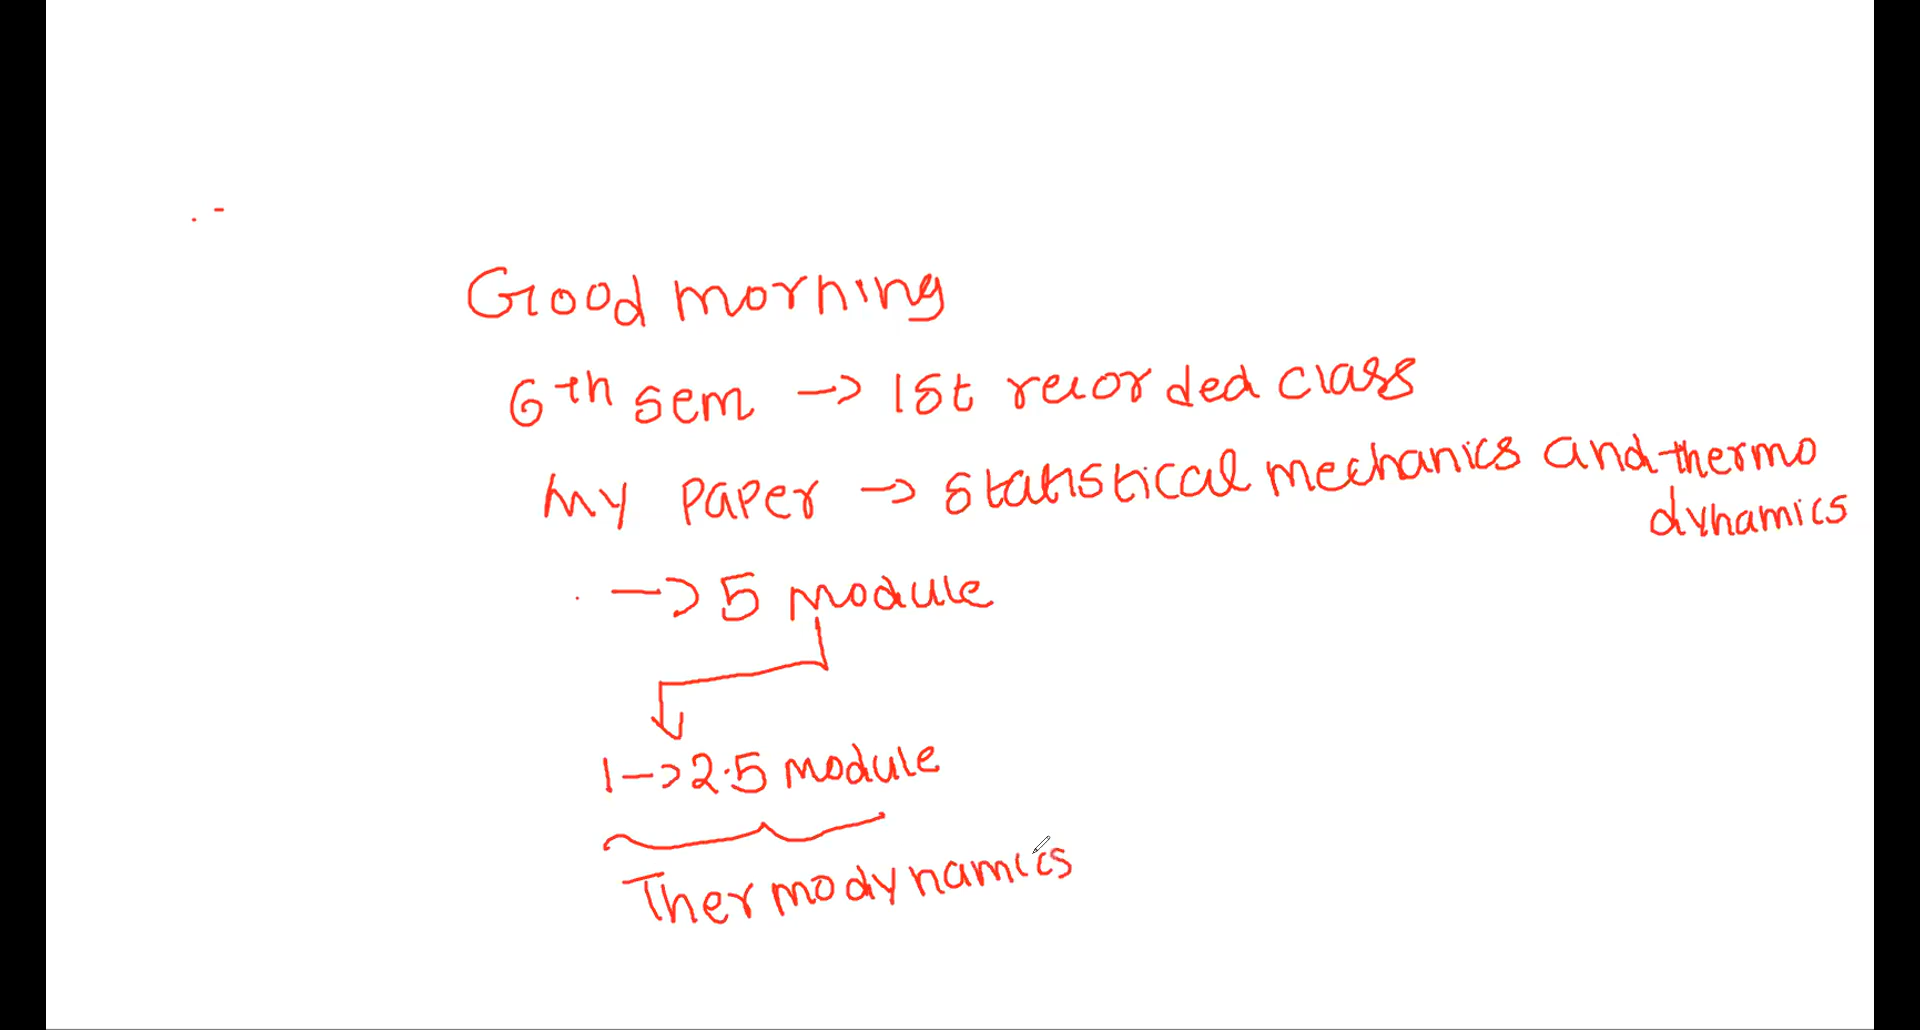 Good morning
6th sem → 1st recorded class
my paper → statistical mechanics and thermo
dynamics
→ 5 module
1 → 2.5 module
Thermodynamics